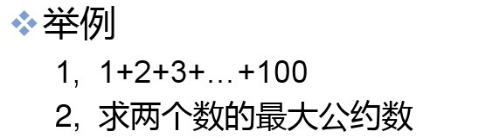 举例
1, 1+2+3+…+100
2, 求两个数的最大公约数